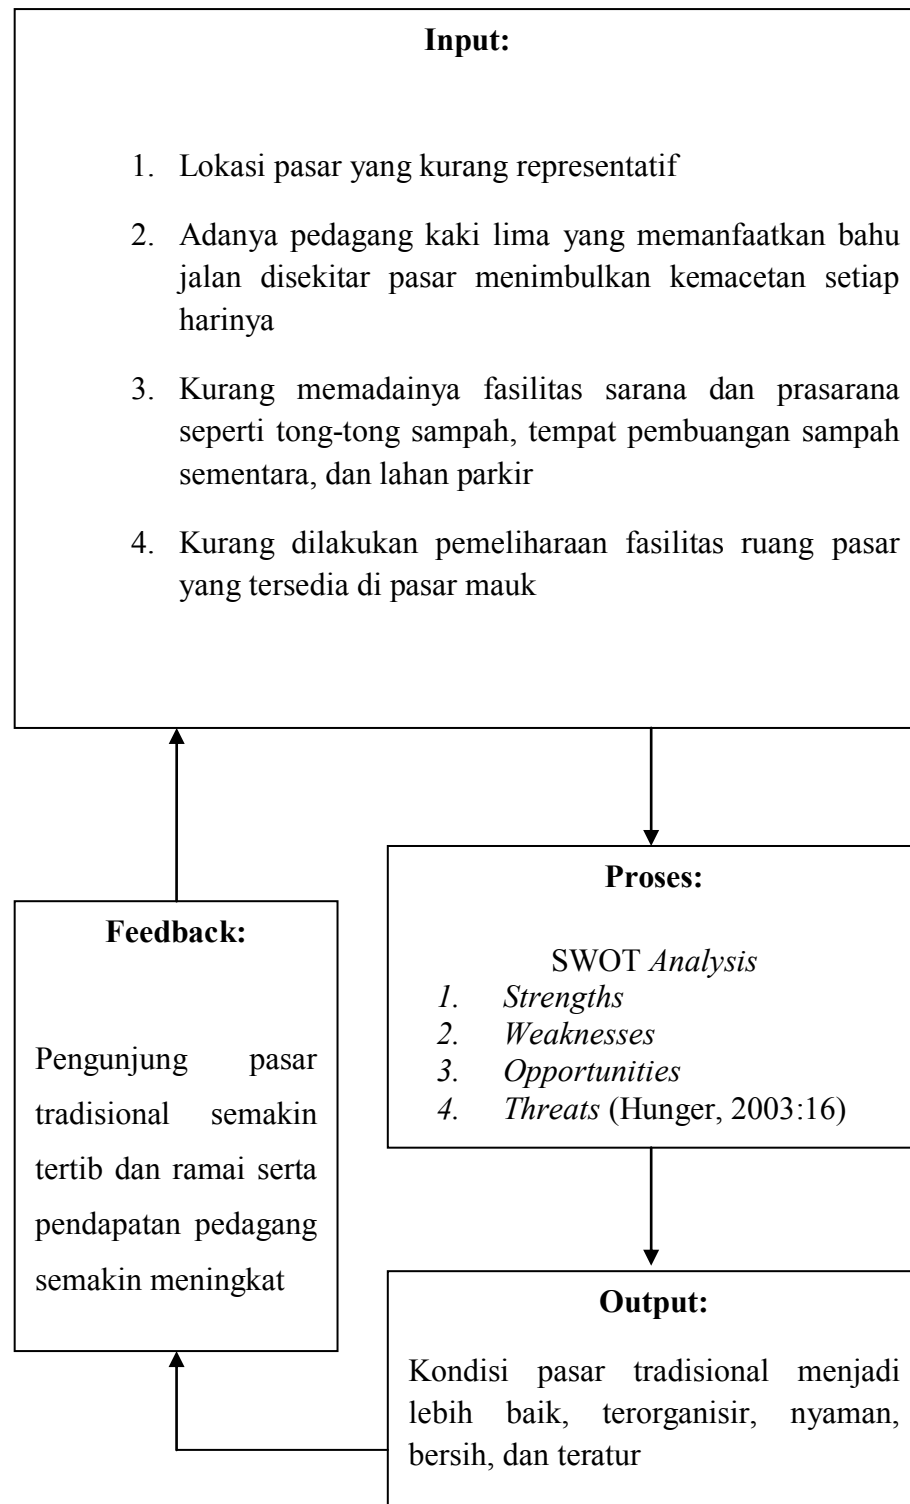 Input:
1. Lokasi pasar yang kurang representatif
2. Adanya pedagang kaki lima yang memanfaatkan bahu
jalan disekitar pasar menimbulkan kemacetan setiap
harinya
3. Kurang memadainya fasilitas sarana dan prasarana
seperti tong-tong sampah, tempat pembuangan sampah
sementara, dan lahan parkir
4. Kurang dilakukan pemeliharaan fasilitas ruang pasar
yang tersedia di pasar mauk
Proses:
SWOT Analysis
1. Strengths
2. Weaknesses
3. Opportunities
4. Threats (Hunger, 2003:16)
Output:
Kondisi pasar tradisional menjadi
lebih baik, terorganisir, nyaman,
bersih, dan teratur
Feedback:
Pengunjung pasar
tradisional semakin
tertib dan ramai serta
pendapatan pedagang
semakin meningkat